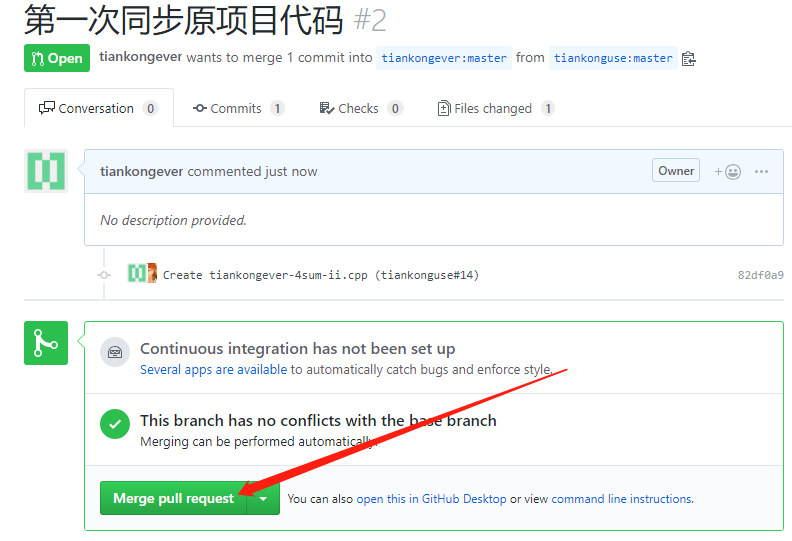 第一次同步原项目代码 #2
Open tiankongever wants to merge 1 commit into tiankongever:master from tiankonguse:master
Conversation 0 Commits 1 Checks 0 Files changed 1
tiankongever commented just now Owner
No description provided.
Create tiankongever-4sum-ii.cpp (tiankonguse#14) 82df0a9
Continuous integration has not been set up
Several apps are available to automatically catch bugs and enforce style.
This branch has no conflicts with the base branch
Merging can be performed automatically.
Merge pull request You can also open this in GitHub Desktop or view command line instructions.